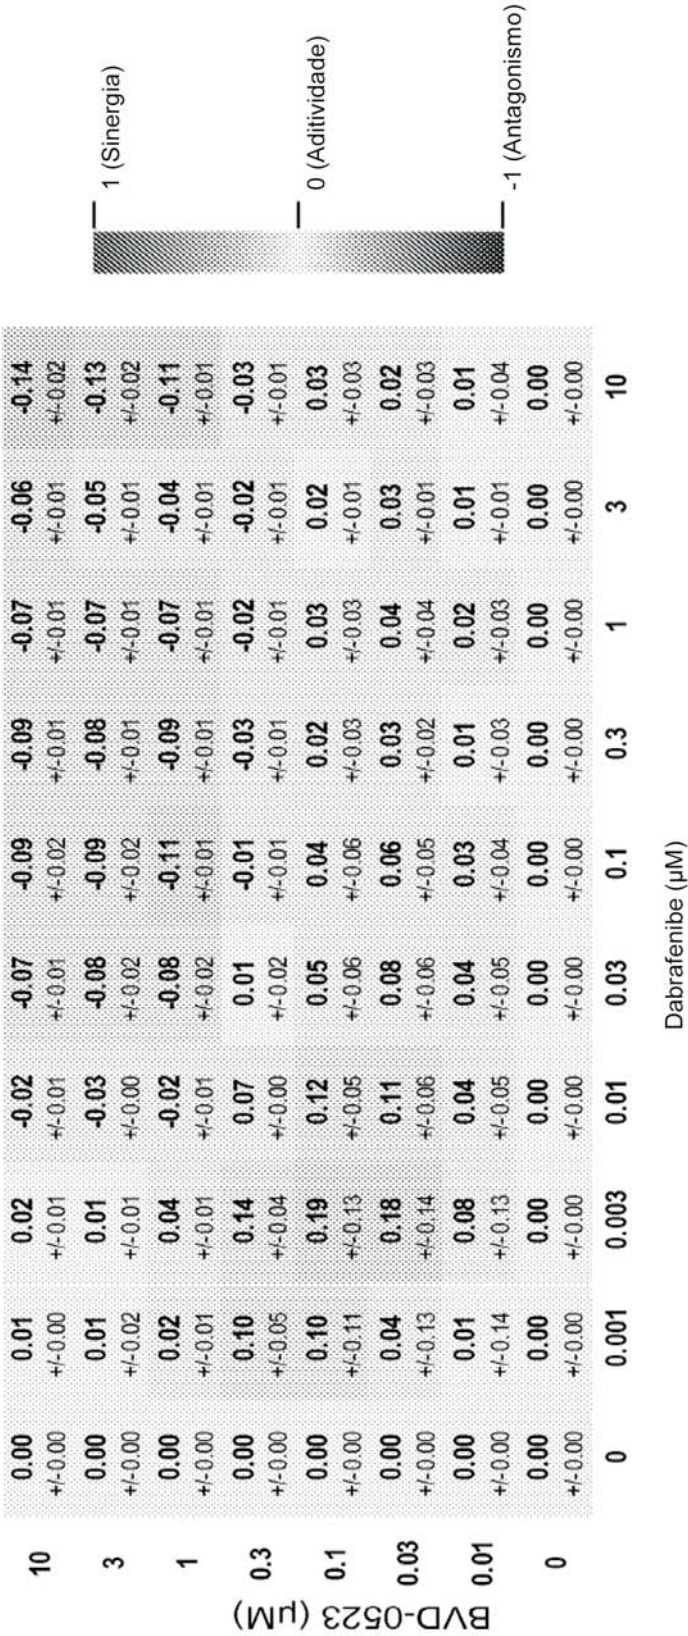 10 0.00 0.01 0.02 -0.02 -0.07 -0.09 -0.09 -0.07 -0.06 -0.14
+/-0.00 +/-0.00 +/-0.01 +/-0.01 +/-0.01 +/-0.02 +/-0.01 +/-0.01 +/-0.01 +/-0.02
3 0.00 0.01 0.01 -0.03 -0.08 -0.09 -0.08 -0.07 -0.05 -0.13
+/-0.00 +/-0.02 +/-0.01 +/-0.00 +/-0.02 +/-0.02 +/-0.01 +/-0.01 +/-0.01 +/-0.02
1 0.00 0.02 0.04 -0.02 -0.08 -0.11 -0.09 -0.07 -0.04 -0.11
+/-0.00 +/-0.01 +/-0.01 +/-0.01 +/-0.02 +/-0.01 +/-0.01 +/-0.01 +/-0.01 +/-0.01
0.3 0.00 0.10 0.14 0.07 0.01 -0.01 -0.03 -0.02 -0.02 -0.03
+/-0.00 +/-0.05 +/-0.04 +/-0.00 +/-0.02 +/-0.01 +/-0.01 +/-0.01 +/-0.01 +/-0.01
0.1 0.00 0.10 0.19 0.12 0.05 0.04 0.02 0.03 0.02 0.03
+/-0.00 +/-0.11 +/-0.13 +/-0.05 +/-0.06 +/-0.06 +/-0.03 +/-0.03 +/-0.01 +/-0.03
0.03 0.00 0.04 0.18 0.11 0.08 0.06 0.03 0.04 0.03 0.02
+/-0.00 +/-0.13 +/-0.14 +/-0.06 +/-0.06 +/-0.05 +/-0.02 +/-0.04 +/-0.01 +/-0.03
0.01 0.00 0.01 0.08 0.04 0.04 0.03 0.01 0.02 0.01 0.01
+/-0.00 +/-0.14 +/-0.13 +/-0.05 +/-0.05 +/-0.04 +/-0.03 +/-0.03 +/-0.01 +/-0.04
0 0.00 0.00 0.00 0.00 0.00 0.00 0.00 0.00 0.00 0.00
+/-0.00 +/-0.00 +/-0.00 +/-0.00 +/-0.00 +/-0.00 +/-0.00 +/-0.00 +/-0.00 +/-0.00
0 0.001 0.003 0.01 0.03 0.1 0.3 1 3 10
BVD-0523 (µM)
Dabrafenibe (µM)
1 (Sinergia)
0 (Aditividade)
-1 (Antagonismo)